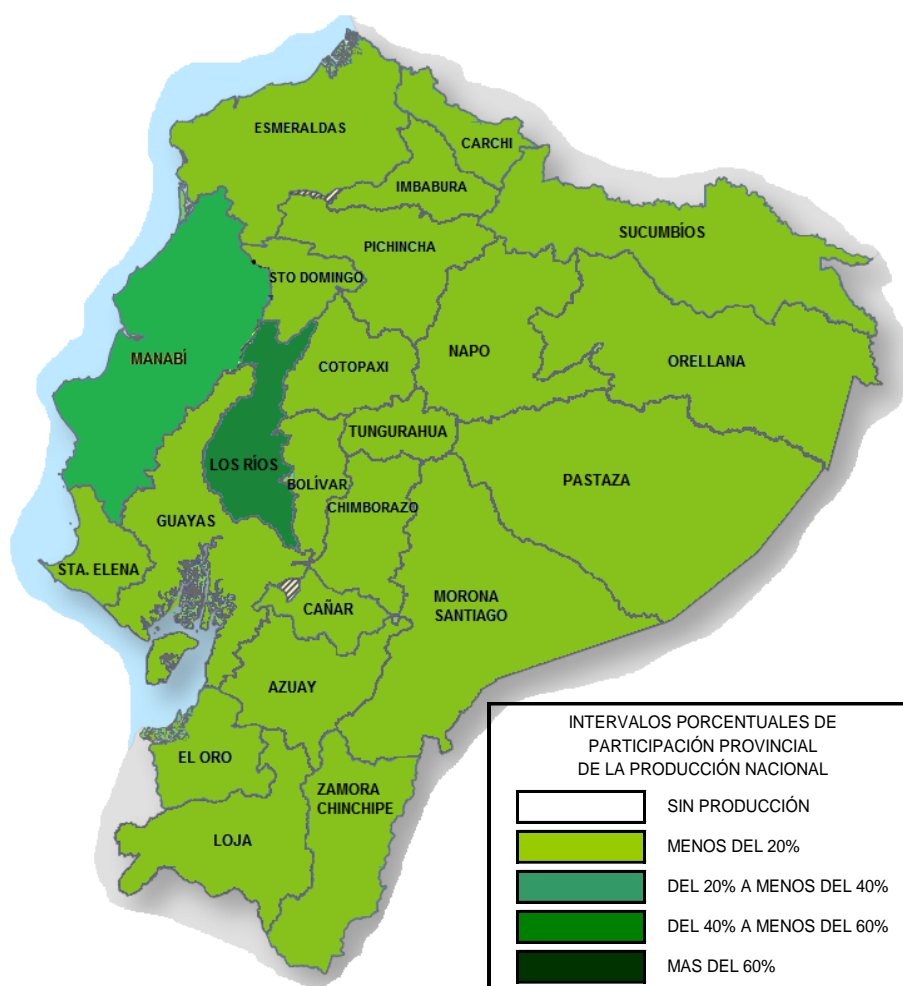 ESMERALDAS
CARCHI
IMBABURA
SUCUMBÍOS
PICHINCHA
STO DOMINGO
NAPO
MANABÍ
COTOPAXI
ORELLANA
TUNGURAHUA
LOS RÍOS
BOLÍVAR
PASTAZA
CHIMBORAZO
GUAYAS
STA. ELENA
MORONA
SANTIAGO
CAÑAR
AZUAY
EL ORO
ZAMORA
CHINCHIPE
LOJA
INTERVALOS PORCENTUALES DE
PARTICIPACIÓN PROVINCIAL
DE LA PRODUCCIÓN NACIONAL
SIN PRODUCCIÓN
MENOS DEL 20%
DEL 20% A MENOS DEL 40%
DEL 40% A MENOS DEL 60%
MAS DEL 60%